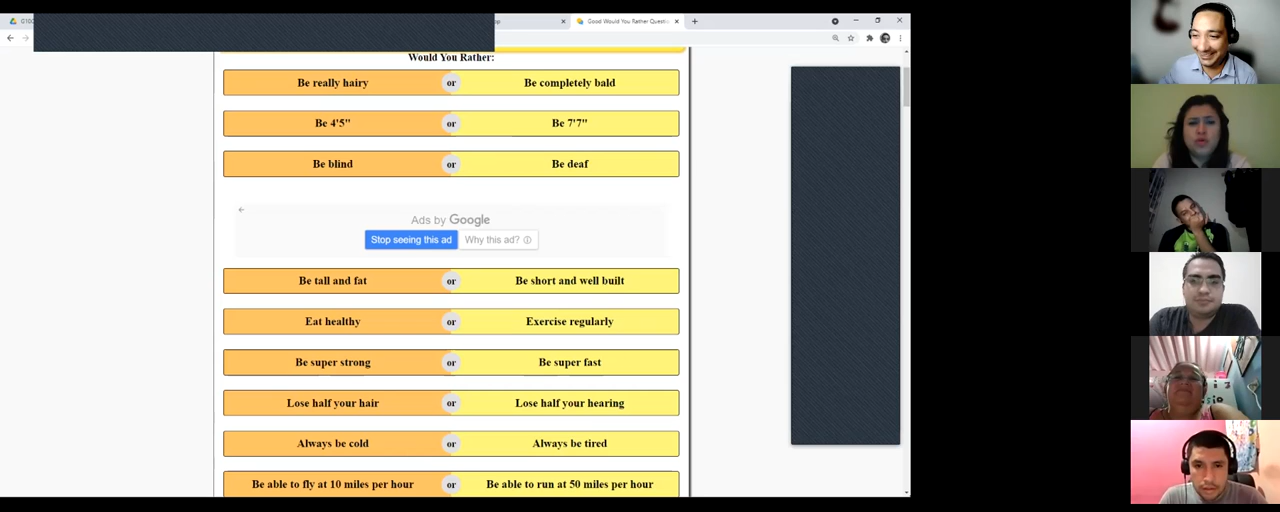 G10
pp
Good Would You Rather Questio
Would You Rather:
Be really hairy or Be completely bald
Be 4'5" or Be 7'7"
Be blind or Be deaf
Ads by Google
Stop seeing this ad Why this ad?
Be tall and fat or Be short and well built
Eat healthy or Exercise regularly
Be super strong or Be super fast
Lose half your hair or Lose half your hearing
Always be cold or Always be tired
Be able to fly at 10 miles per hour or Be able to run at 50 miles per hour